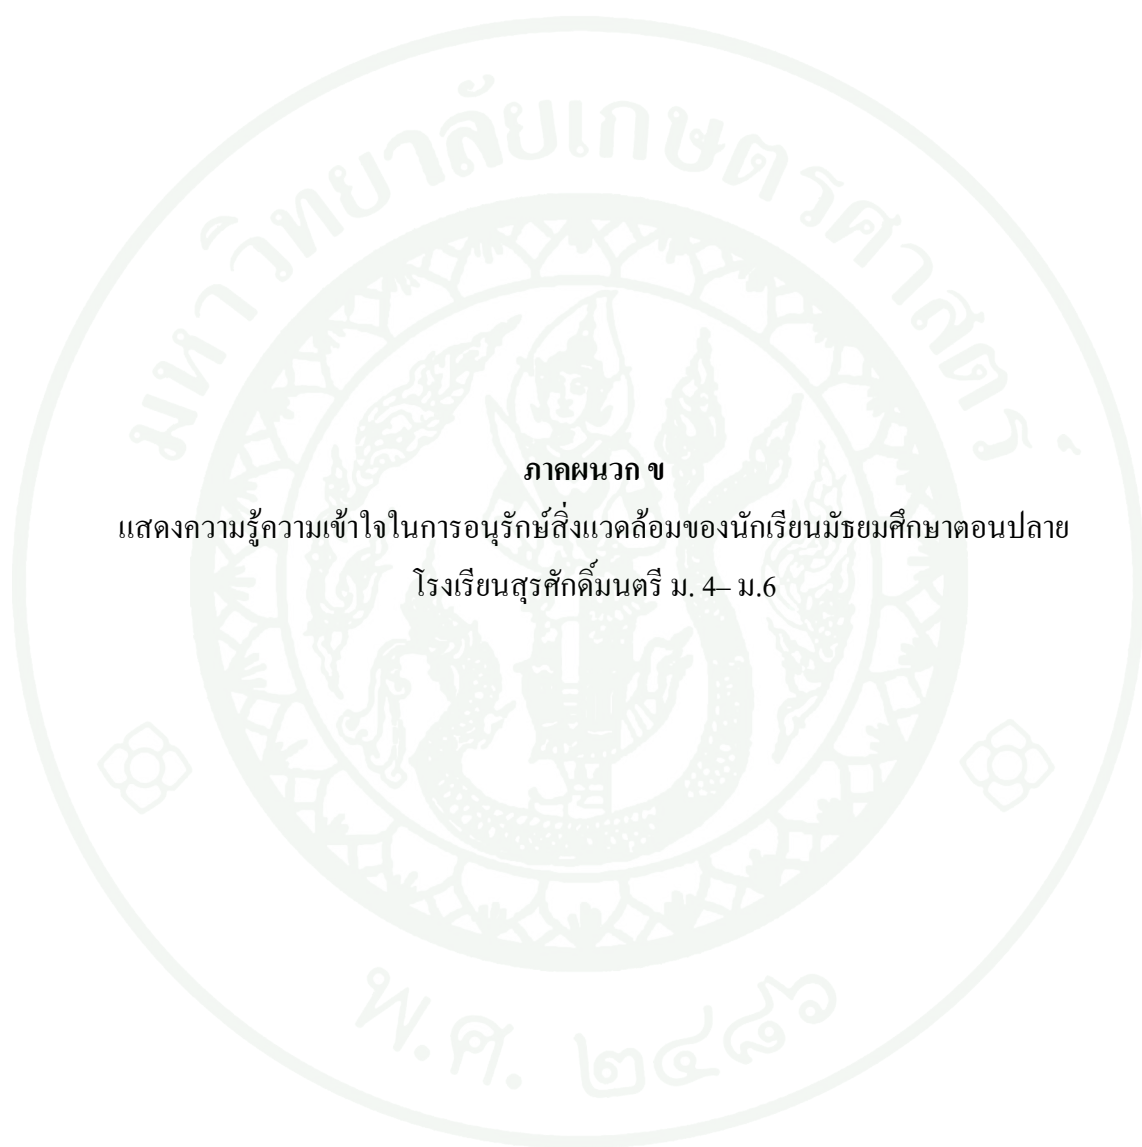 มหาวิทยาลัยเกษตรศาสตร์
ภาคผนวก ข
แสดงความรู้ความเข้าใจในการอนุรักษ์สิ่งแวดล้อมของนักเรียนมัธยมศึกษาตอนปลาย
โรงเรียนสุรศักดิ์มนตรี ม. 4– ม.6
พ.ศ. ๒๔๘๖